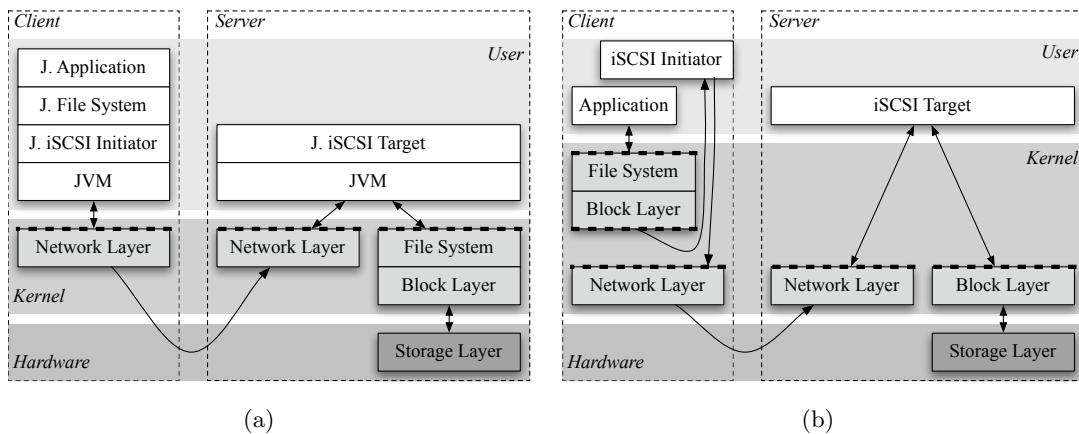 Client
Server
User
J. Application
J. File System
J. iSCSI Initiator
JVM
J. iSCSI Target
JVM
Network Layer
Network Layer
File System
Block Layer
Kernel
Storage Layer
Hardware
(a)
Client
Server
User
iSCSI Initiator
Application
iSCSI Target
Kernel
File System
Block Layer
Network Layer
Network Layer
Block Layer
Storage Layer
Hardware
(b)